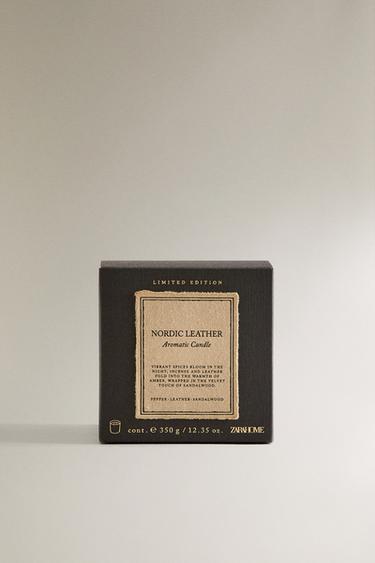 LIMITED EDITION
NORDIC LEATHER
Aromatic Candle
VIBRANT SPICES BLOOM IN THE
NIGHT, INCENSE AND LEATHER
FOLD INTO THE WARMTH OF
AMBER, WRAPPED IN THE VELVET
TOUCH OF SANDALWOOD.
PEPPER · LEATHER · SANDALWOOD
cont. ℮ 350 g / 12.35 oz. ZARAHOME